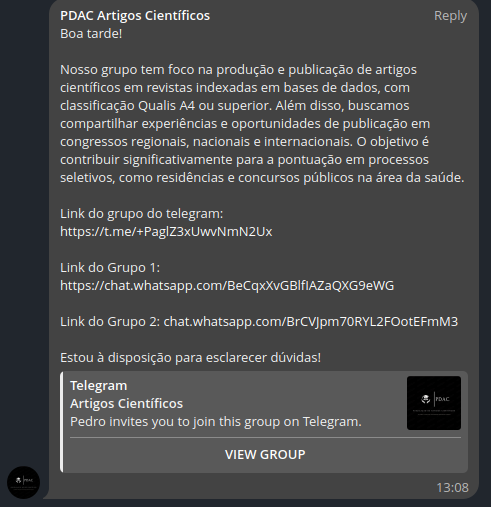 PDAC Artigos Científicos
Reply
Boa tarde!
Nosso grupo tem foco na produção e publicação de artigos
científicos em revistas indexadas em bases de dados, com
classificação Qualis A4 ou superior. Além disso, buscamos
compartilhar experiências e oportunidades de publicação em
congressos regionais, nacionais e internacionais. O objetivo é
contribuir significativamente para a pontuação em processos
seletivos, como residências e concursos públicos na área da saúde.
Link do grupo do telegram:
https://t.me/+PaglZ3xUwvNmN2Ux
Link do Grupo 1:
https://chat.whatsapp.com/BeCqxXvGBlfIAZaQXG9eWG
Link do Grupo 2: chat.whatsapp.com/BrCVJpm70RYL2FOotEFmM3
Estou à disposição para esclarecer dúvidas!
Telegram
Artigos Científicos
Pedro invites you to join this group on Telegram.
PDAC
VIEW GROUP
13:08